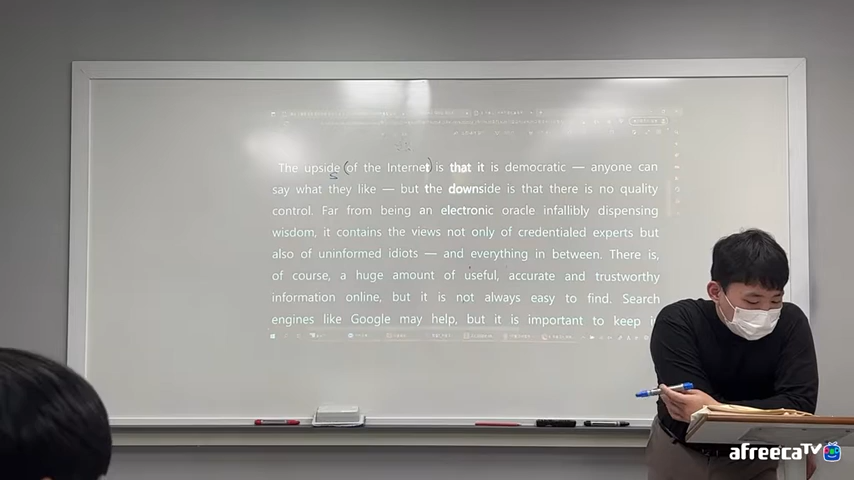 The upside (of the Internet) is that it is democratic — anyone can
S
say what they like — but the downside is that there is no quality
control. Far from being an electronic oracle infallibly dispensing
wisdom, it contains the views not only of credentialed experts but
also of uninformed idiots — and everything in between. There is,
of course, a huge amount of useful, accurate and trustworthy
information online, but it is not always easy to find. Search
engines like Google may help, but it is important to keep
afreecaTV